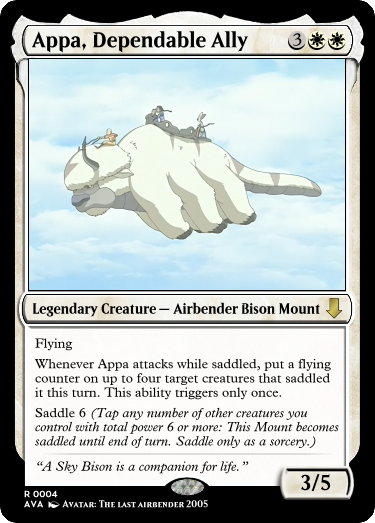 Appa, Dependable Ally 3
Legendary Creature — Airbender Bison Mount
Flying
Whenever Appa attacks while saddled, put a flying
counter on up to four target creatures that saddled
it this turn. This ability triggers only once.
Saddle 6 (Tap any number of other creatures you
control with total power 6 or more: This Mount becomes
saddled until end of turn. Saddle only as a sorcery.)
“A Sky Bison is a companion for life.”
3/5
R 0004
AVA Avatar: The last airbender 2005